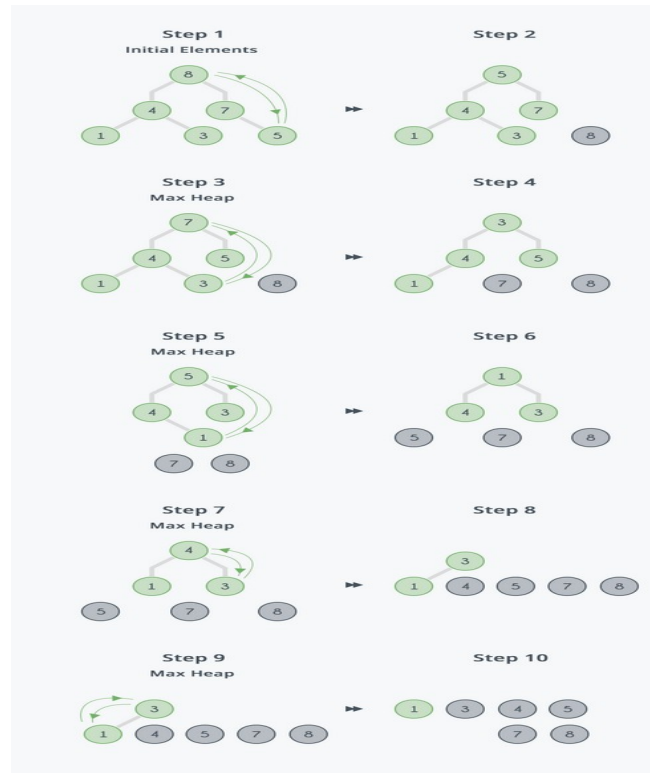 Step 1
Initial Elements
8
4 7
1 3 5
Step 2
5
4 7
1 3 8
Step 3
Max Heap
7
4 5
1 3 8
Step 4
3
4 5
1 7 8
Step 5
Max Heap
5
4 3
1
7 8
Step 6
1
4 3
5 7 8
Step 7
Max Heap
4
1 3
5 7 8
Step 8
3
1 4 5 7 8
Step 9
Max Heap
3
1 4 5 7 8
Step 10
1 3 4 5
7 8